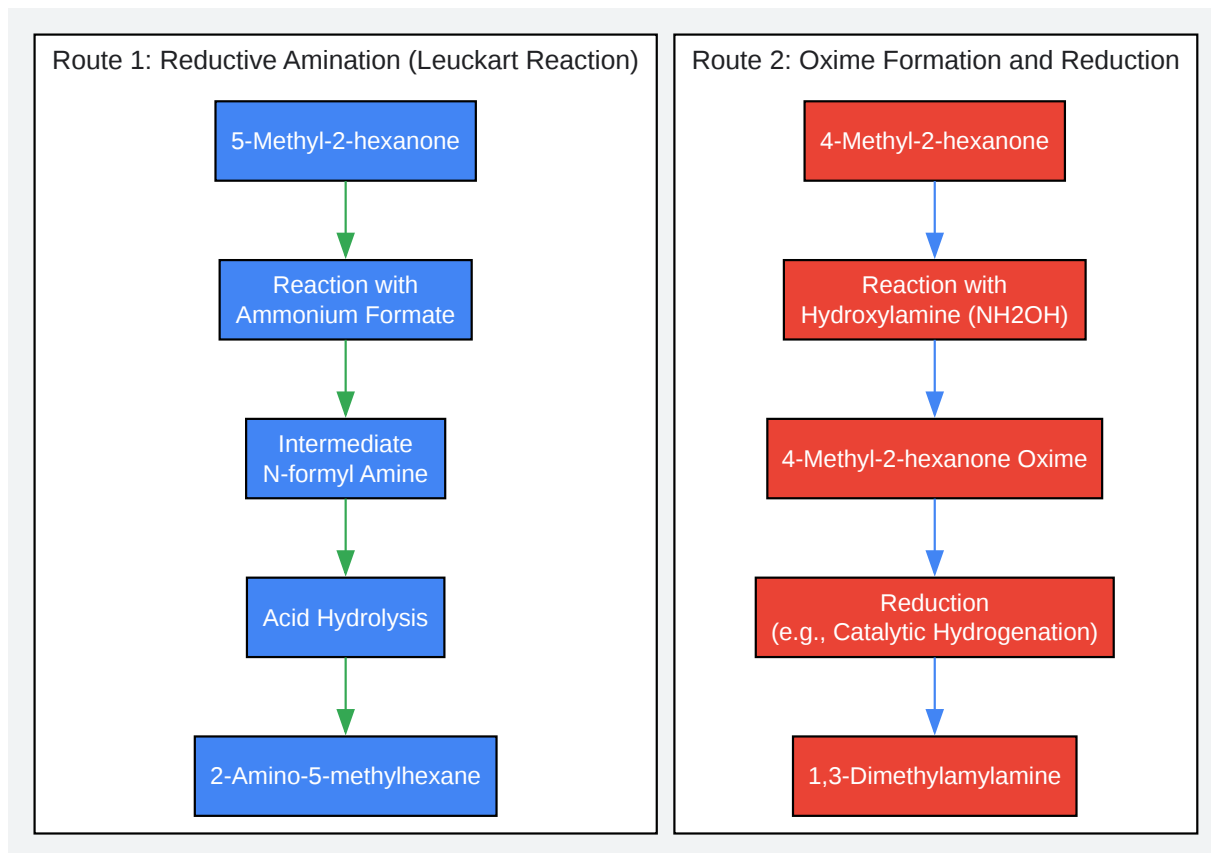 Route 1: Reductive Amination (Leuckart Reaction)
5-Methyl-2-hexanone
Reaction with
Ammonium Formate
Intermediate
N-formyl Amine
Acid Hydrolysis
2-Amino-5-methylhexane
Route 2: Oxime Formation and Reduction
4-Methyl-2-hexanone
Reaction with
Hydroxylamine (NH2OH)
4-Methyl-2-hexanone Oxime
Reduction
(e.g., Catalytic Hydrogenation)
1,3-Dimethylamylamine